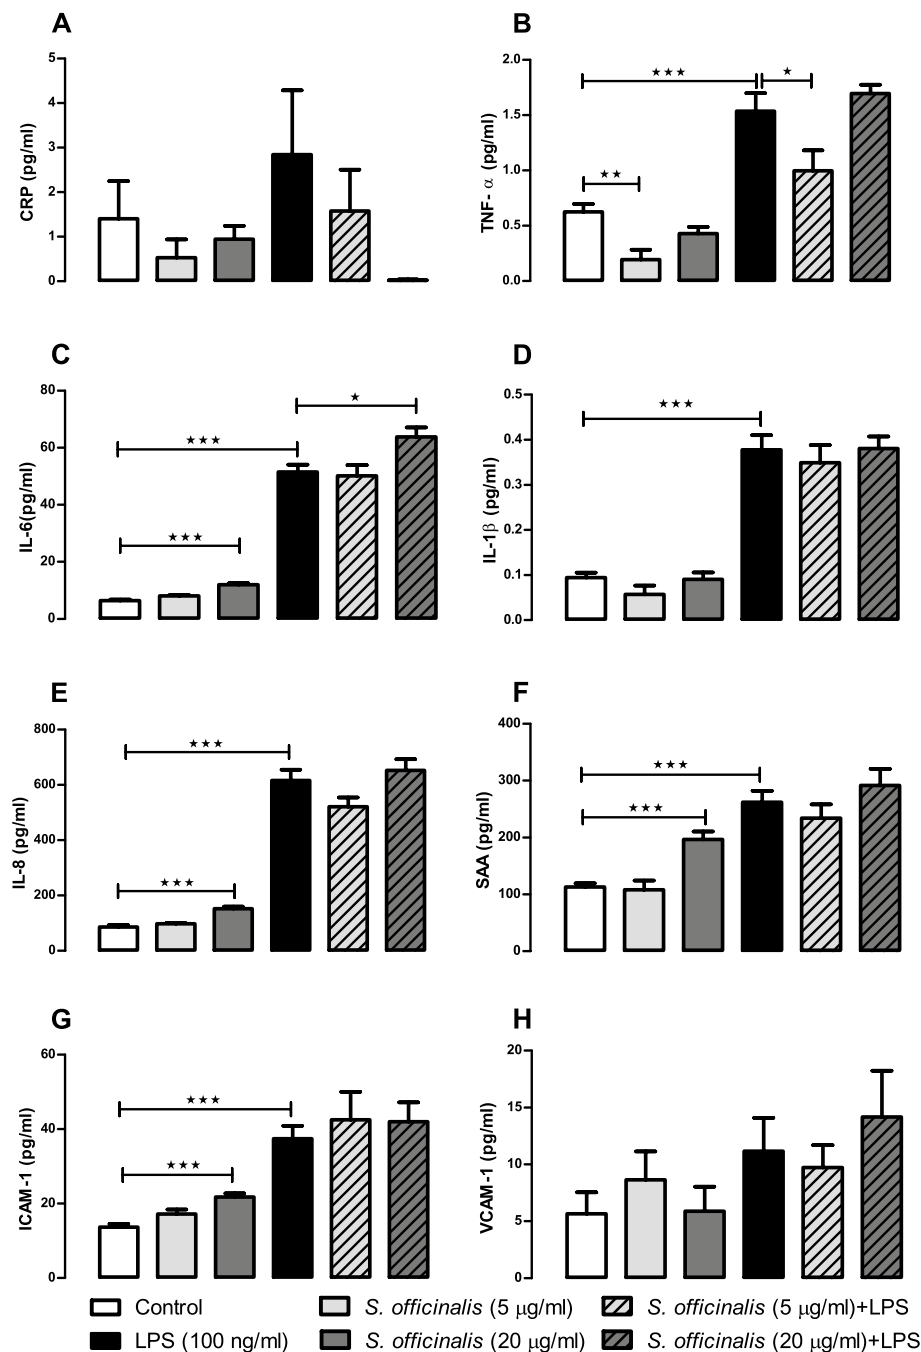 A
CRP (pg/ml)
5
4
3
2
1
0
B
TNF- α (pg/ml)
2.0
1.5
1.0
0.5
0.0
★★★
★
★★
C
IL-6(pg/ml)
80
60
40
20
0
★
★★★
★★★
D
IL-1β (pg/ml)
0.5
0.4
0.3
0.2
0.1
0.0
★★★
E
IL-8 (pg/ml)
800
600
400
200
0
★★★
★★★
F
SAA (pg/ml)
400
300
200
100
0
★★★
★★★
G
ICAM-1 (pg/ml)
60
40
20
0
★★★
★★★
H
VCAM-1 (pg/ml)
20
15
10
5
0
Control
S. officinalis (5 μg/ml)
S. officinalis (5 μg/ml)+LPS
LPS (100 ng/ml)
S. officinalis (20 μg/ml)
S. officinalis (20 μg/ml)+LPS